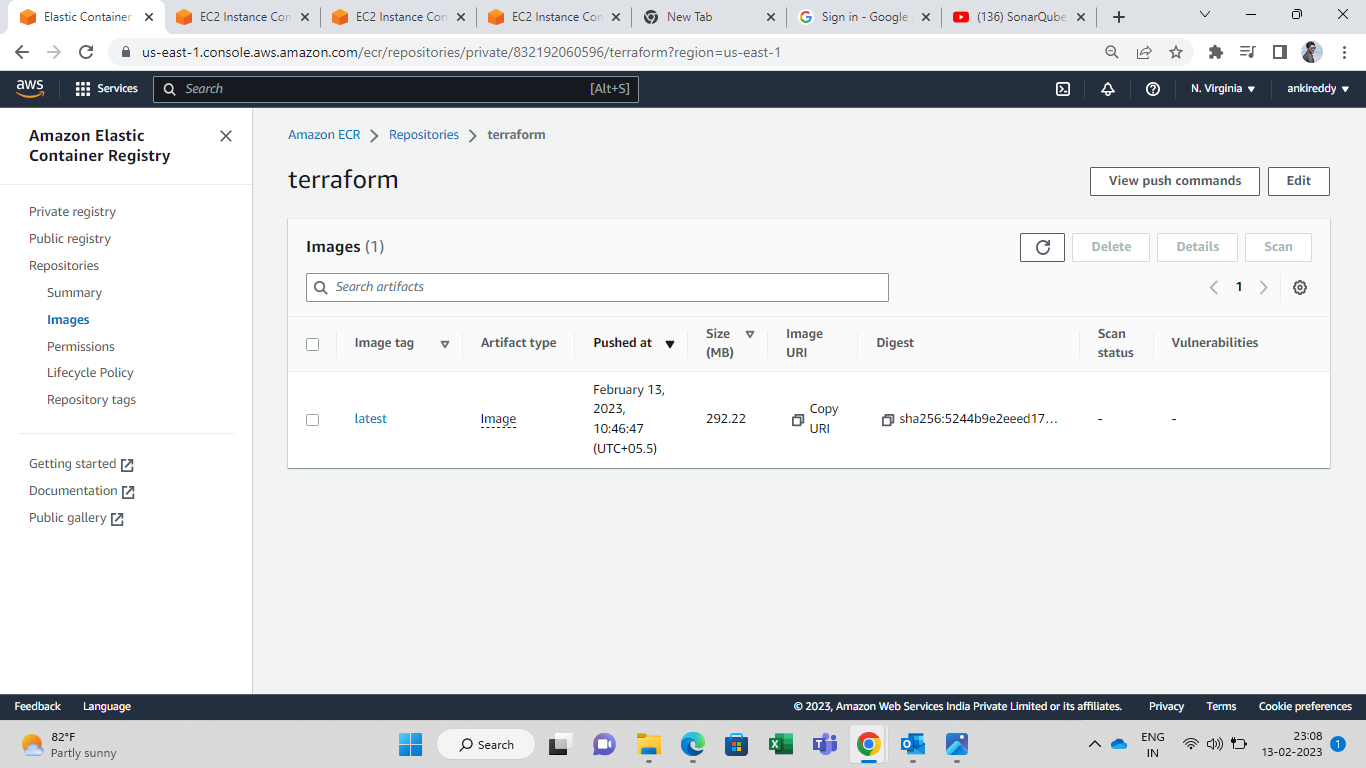 Elastic Container
EC2 Instance Con
EC2 Instance Con
EC2 Instance Con
New Tab
Sign in - Google
(136) SonarQube
us-east-1.console.aws.amazon.com/ecr/repositories/private/832192060596/terraform?region=us-east-1
aws
Services
Search
[Alt+S]
N. Virginia
ankireddy
Amazon Elastic
Container Registry
Private registry
Public registry
Repositories
Summary
Images
Permissions
Lifecycle Policy
Repository tags
Getting started
Documentation
Public gallery
Amazon ECR
Repositories
terraform
terraform
View push commands
Edit
Images (1)
Delete
Details
Scan
Search artifacts
1
Image tag
Artifact type
Pushed at
Size
(MB)
Image
URI
Digest
Scan
status
Vulnerabilities
latest
Image
February 13,
2023,
10:46:47
(UTC+05.5)
292.22
Copy
URI
sha256:5244b9e2eeed17...
-
-
Feedback
Language
© 2023, Amazon Web Services India Private Limited or its affiliates.
Privacy
Terms
Cookie preferences
82°F
Partly sunny
Search
ENG
IN
23:08
13-02-2023
1